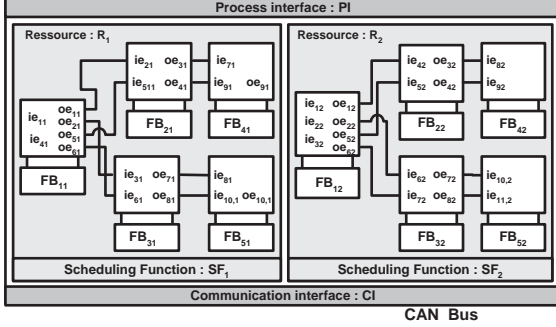 Process interface : PI
Ressource : R1
Ressource : R2
ie21 oe31 ie71
ie511 oe41 ie91 oe91
FB21 FB41
ie11 ie41 oe11 oe21 oe51 oe61
FB11
ie31 oe71 ie81
ie61 oe81 ie10,1 oe10,1
FB31 FB51
ie42 oe32 ie82
ie52 oe42 ie92
FB22 FB42
ie12 oe12
ie22 oe22
ie32 oe52
oe62
FB12
ie62 oe72 ie10,2
ie72 oe82 ie11,2
FB32 FB52
Scheduling Function : SF1
Scheduling Function : SF2
Communication interface : CI
CAN Bus